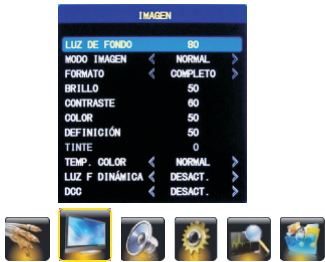 IMAGEN
LUZ DE FONDO 80
MODO IMAGEN NORMAL
FORMATO COMPLETO
BRILLO 50
CONTRASTE 60
COLOR 50
DEFINICIÓN 50
TINTE 0
TEMP. COLOR NORMAL
LUZ F DINÁMICA DESACT.
DCC DESACT.